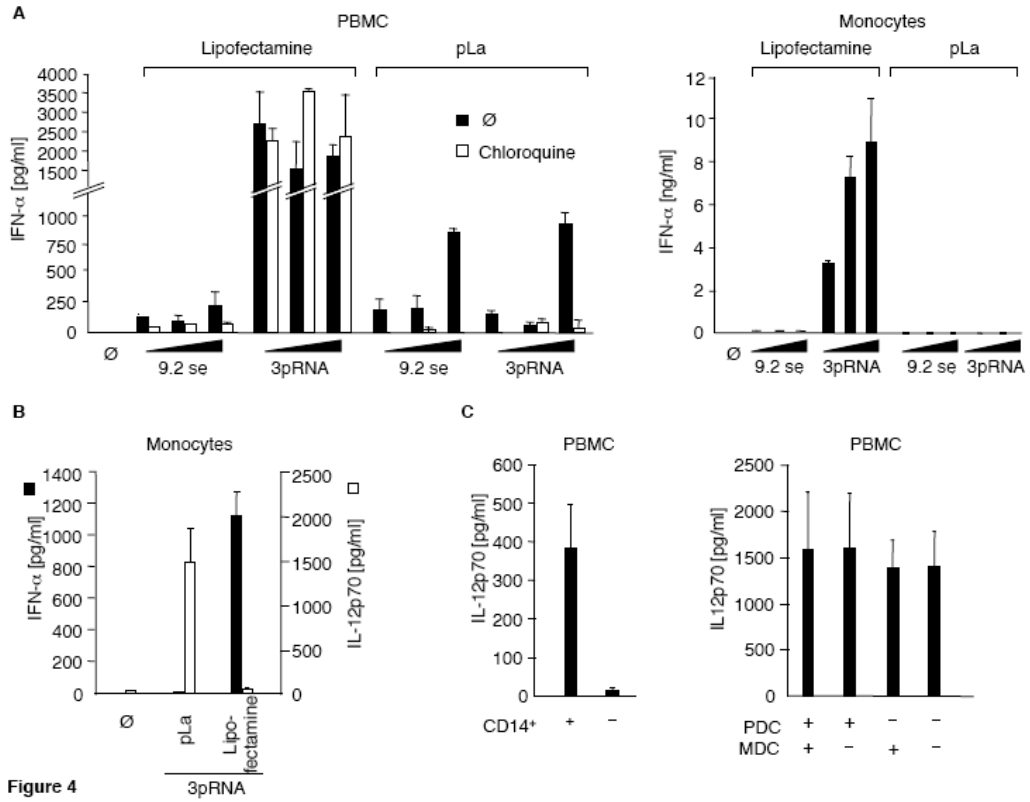 A
PBMC
Monocytes
Lipofectamine
pLa
Lipofectamine
pLa
IFN-α [pg/ml]
4000
3500
3000
2500
2000
1500
1000
750
500
250
0
Ø
Chloroquine
Ø
9.2 se
3pRNA
9.2 se
3pRNA
IFN-α [ng/ml]
12
10
8
6
4
2
0
Ø
9.2 se
3pRNA
9.2 se
3pRNA
B
Monocytes
IFN-α [pg/ml]
1400
1200
1000
800
600
400
200
0
2500
2000
1500
1000
500
0
IL-12p70 [pg/ml]
Ø
pLa
Lipo-
fectamine
3pRNA
C
PBMC
IL-12p70 [pg/ml]
600
500
400
300
200
100
0
CD14+ + −
PBMC
IL12p70 [pg/ml]
2500
2000
1500
1000
500
0
PDC + + − −
MDC + − + −
Figure 4